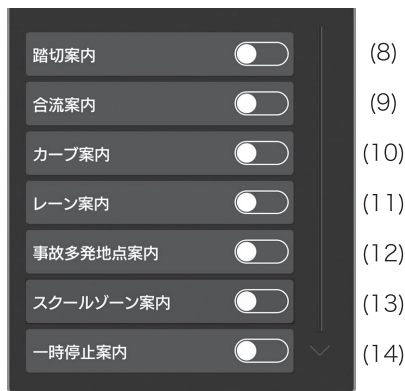 踏切案内 (8)
合流案内 (9)
カーブ案内 (10)
レーン案内 (11)
事故多発地点案内 (12)
スクールゾーン案内 (13)
一時停止案内 (14)